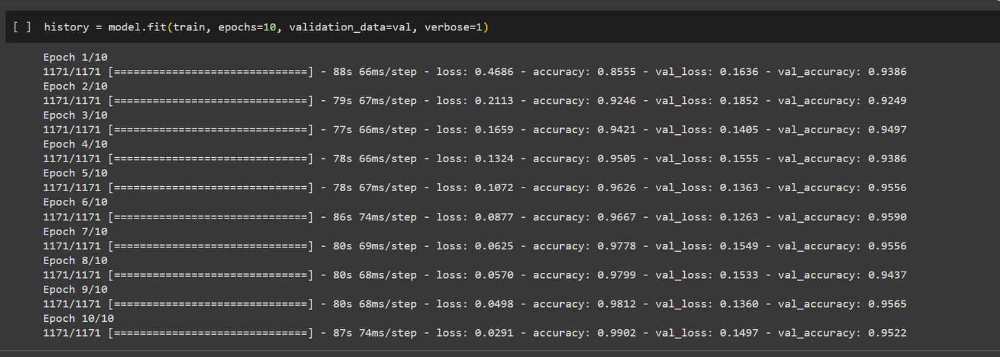 [ ] history = model.fit(train, epochs=10, validation_data=val, verbose=1)
Epoch 1/10
1171/1171 [==============================] - 88s 66ms/step - loss: 0.4686 - accuracy: 0.8555 - val_loss: 0.1636 - val_accuracy: 0.9386
Epoch 2/10
1171/1171 [==============================] - 79s 67ms/step - loss: 0.2113 - accuracy: 0.9246 - val_loss: 0.1852 - val_accuracy: 0.9249
Epoch 3/10
1171/1171 [==============================] - 77s 66ms/step - loss: 0.1659 - accuracy: 0.9421 - val_loss: 0.1405 - val_accuracy: 0.9497
Epoch 4/10
1171/1171 [==============================] - 78s 66ms/step - loss: 0.1324 - accuracy: 0.9505 - val_loss: 0.1555 - val_accuracy: 0.9386
Epoch 5/10
1171/1171 [==============================] - 78s 67ms/step - loss: 0.1072 - accuracy: 0.9626 - val_loss: 0.1363 - val_accuracy: 0.9556
Epoch 6/10
1171/1171 [==============================] - 86s 74ms/step - loss: 0.0877 - accuracy: 0.9667 - val_loss: 0.1263 - val_accuracy: 0.9590
Epoch 7/10
1171/1171 [==============================] - 80s 69ms/step - loss: 0.0625 - accuracy: 0.9778 - val_loss: 0.1549 - val_accuracy: 0.9556
Epoch 8/10
1171/1171 [==============================] - 80s 68ms/step - loss: 0.0570 - accuracy: 0.9799 - val_loss: 0.1533 - val_accuracy: 0.9437
Epoch 9/10
1171/1171 [==============================] - 80s 68ms/step - loss: 0.0498 - accuracy: 0.9812 - val_loss: 0.1360 - val_accuracy: 0.9565
Epoch 10/10
1171/1171 [==============================] - 87s 74ms/step - loss: 0.0291 - accuracy: 0.9902 - val_loss: 0.1497 - val_accuracy: 0.9522